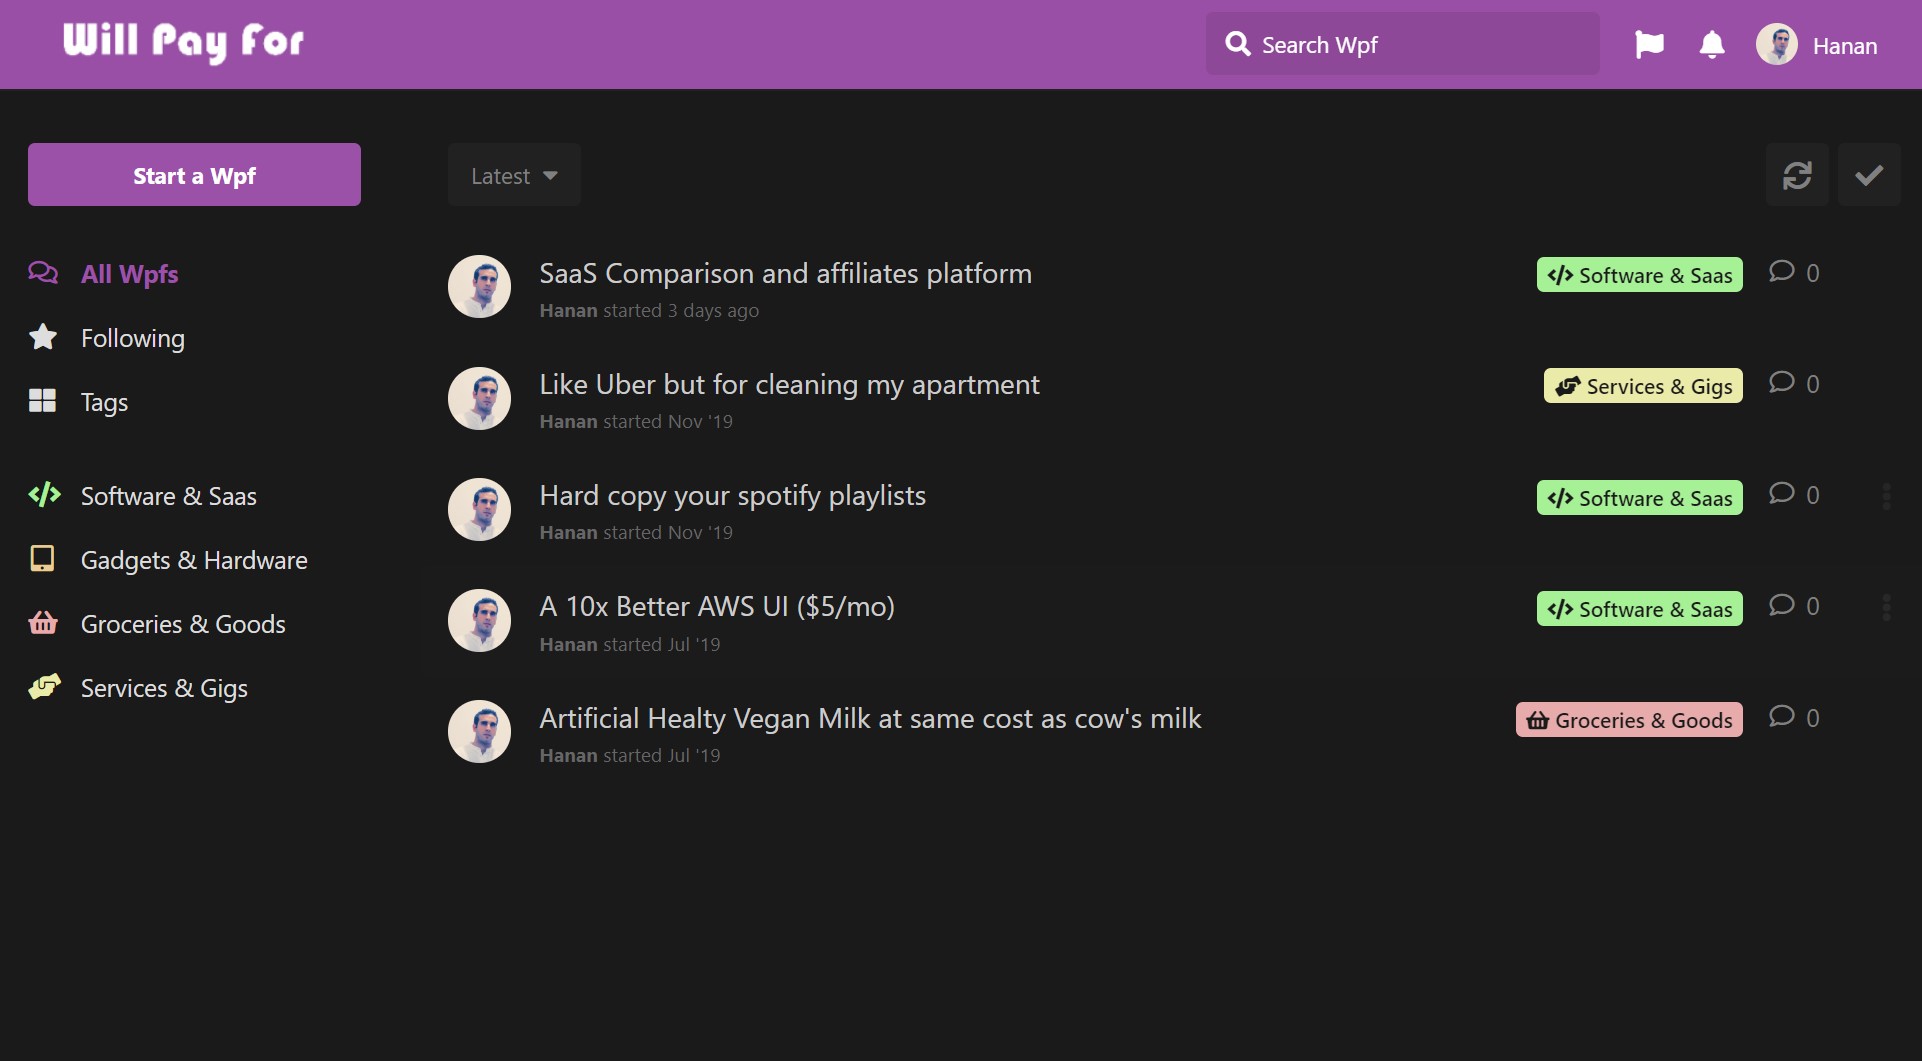 Will Pay For
Search Wpf
Hanan
Start a Wpf
Latest
All Wpfs
Following
Tags
Software & Saas
Gadgets & Hardware
Groceries & Goods
Services & Gigs
SaaS Comparison and affiliates platform
Software & Saas 0
Hanan started 3 days ago
Like Uber but for cleaning my apartment
Services & Gigs 0
Hanan started Nov '19
Hard copy your spotify playlists
Software & Saas 0
Hanan started Nov '19
A 10x Better AWS UI ($5/mo)
Software & Saas 0
Hanan started Jul '19
Artificial Healty Vegan Milk at same cost as cow's milk
Groceries & Goods 0
Hanan started Jul '19